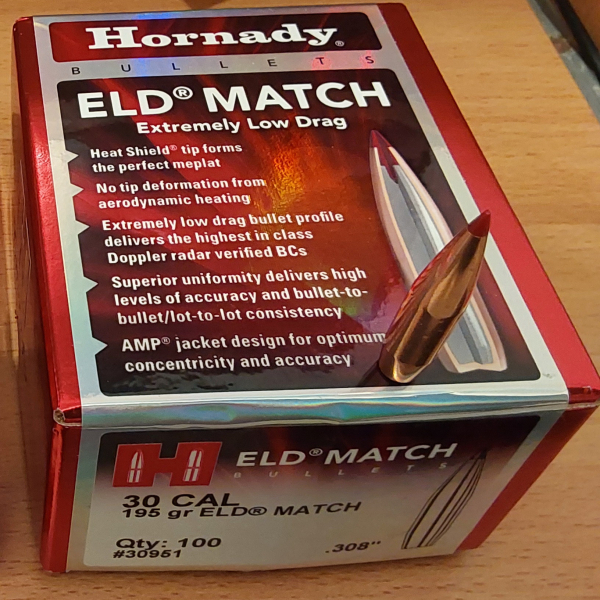 Hornady®
BULLETS
ELD® MATCH
Extremely Low Drag
Heat Shield® tip forms
the perfect meplat
No tip deformation from
aerodynamic heating
Extremely low drag bullet profile
delivers the highest in class
Doppler radar verified BCs
Superior uniformity delivers high
levels of accuracy and bullet-to-
bullet/lot-to-lot consistency
AMP® jacket design for optimum
concentricity and accuracy
H ELD® MATCH
BULLETS
30 CAL
195 gr ELD® MATCH
Qty: 100 .308"
#30951